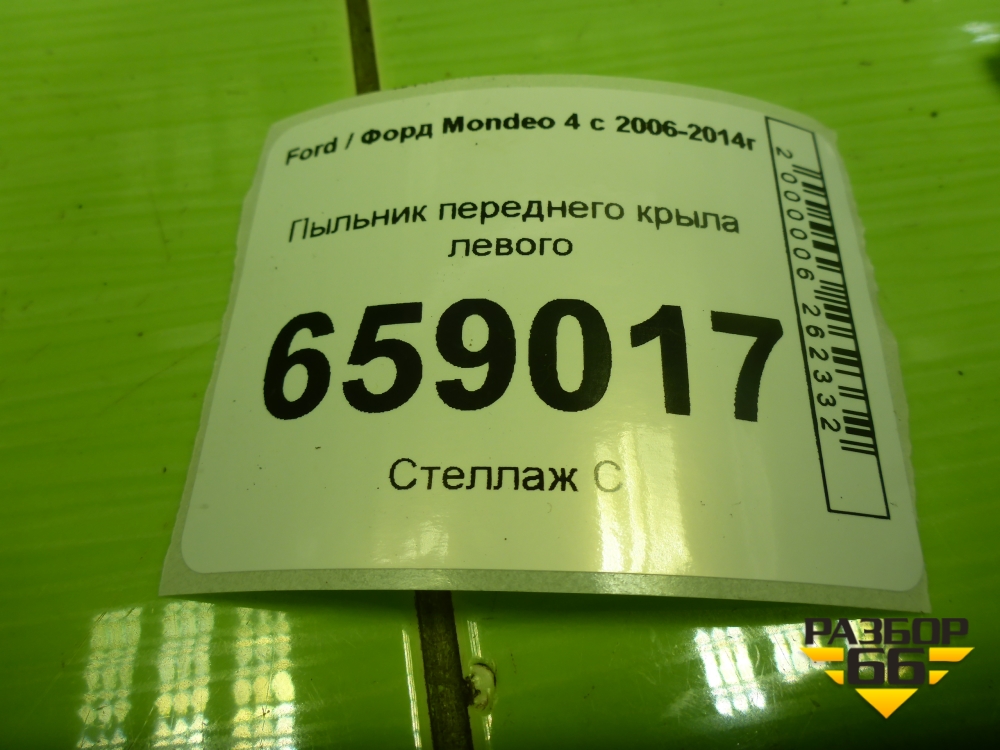 Ford / Форд Mondeo 4 с 2006-2014г
Пыльник переднего крыла
левого
659017
Стеллаж С
2000006262332
РАЗБОР
66